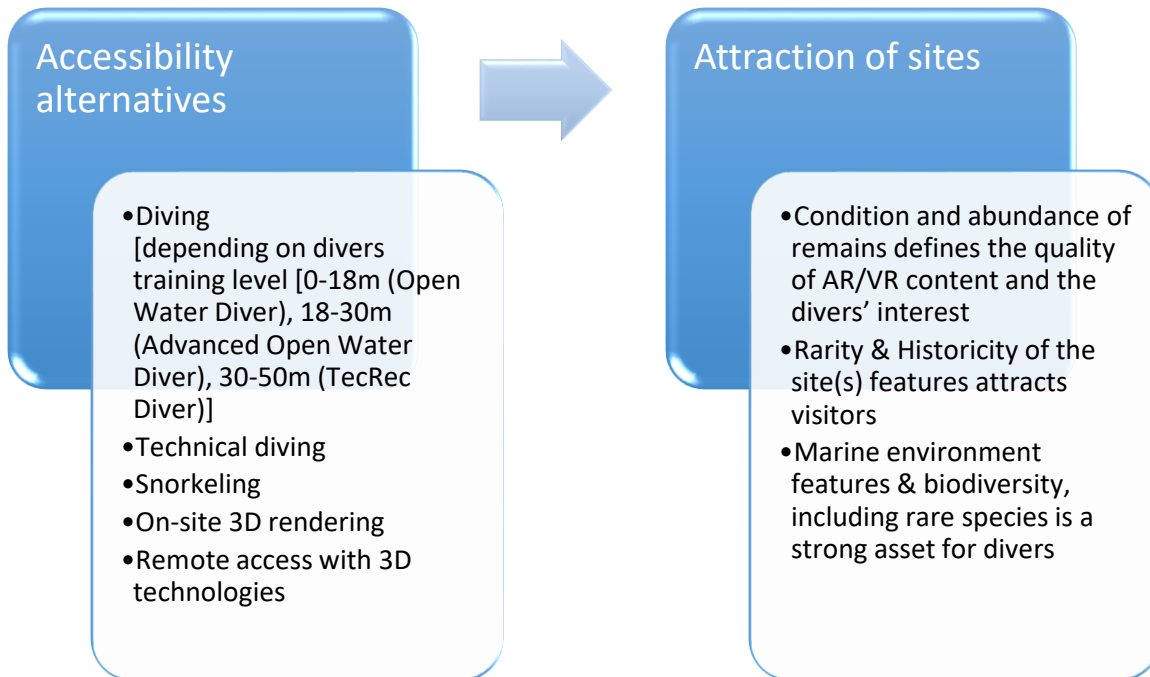 Accessibility
alternatives
•Diving
[depending on divers
training level [0-18m (Open
Water Diver), 18-30m
(Advanced Open Water
Diver), 30-50m (TecRec
Diver)]
•Technical diving
•Snorkeling
•On-site 3D rendering
•Remote access with 3D
technologies
Attraction of sites
•Condition and abundance of
remains defines the quality
of AR/VR content and the
divers’ interest
•Rarity & Historicity of the
site(s) features attracts
visitors
•Marine environment
features & biodiversity,
including rare species is a
strong asset for divers